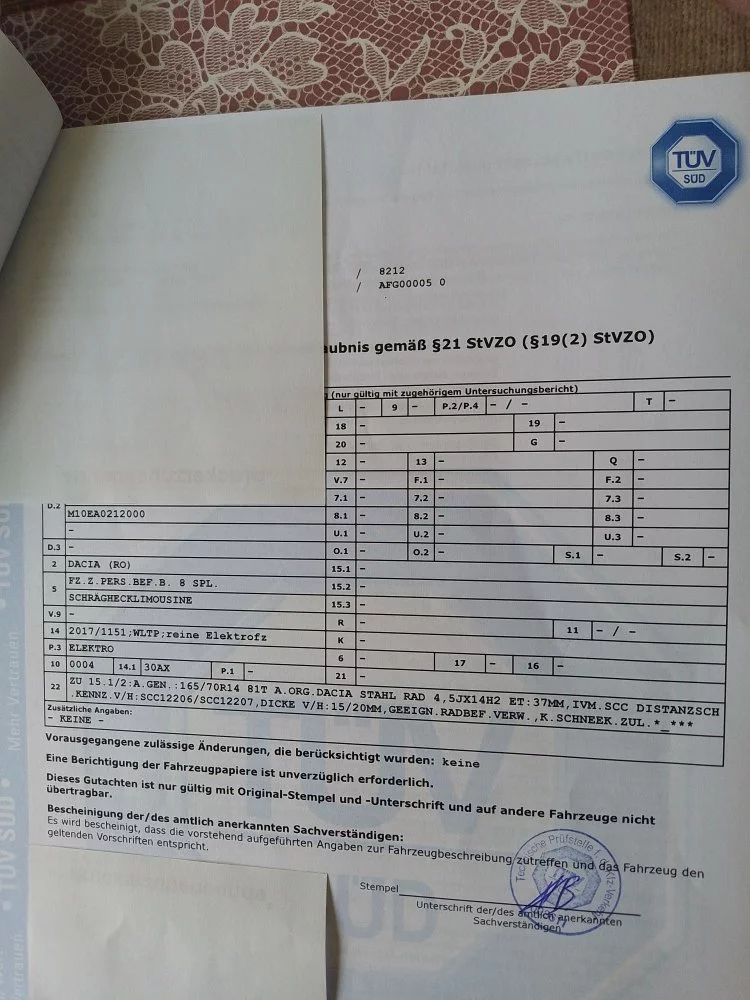 TÜV
SÜD
/ 8212
/ AFG00005 0
aubnis gemäß §21 StVZO (§19(2) StVZO)
(nur gültig mit zugehörigem Untersuchungsbericht)
L - 9 - P.2/P.4 - / - T -
18 - 19 -
20 - G -
12 - 13 - Q -
V.7 - F.1 - F.2 -
7.1 - 7.2 - 7.3 -
D.2 M10EA0212000 8.1 - 8.2 - 8.3 -
- U.1 - U.2 - U.3 -
D.3 - O.1 - O.2 - S.1 - S.2 -
2 DACIA (RO) 15.1 -
5 FZ.Z.PERS.BEF.B. 8 SPL. 15.2 -
SCHRÄGHECKLIMOUSINE 15.3 -
V.9 - R - 11 - / -
14 2017/1151;WLTP;reine Elektrofz K -
P.3 ELEKTRO 6 - 17 - 16 -
10 0004 14.1 30AX P.1 - 21 -
22 ZU 15.1/2:A.GEN.:165/70R14 81T A.ORG.DACIA STAHL RAD 4,5JX14H2 ET:37MM,IVM.SCC DISTANZSCH
.KENNZ.V/H:SCC12206/SCC12207,DICKE V/H:15/20MM,GEEIGN.RADBEF.VERW.,K.SCHNEEK.ZUL.*_***
Zusätzliche Angaben:
- KEINE -
Vorausgegangene zulässige Änderungen, die berücksichtigt wurden: keine
Eine Berichtigung der Fahrzeugpapiere ist unverzüglich erforderlich.
Dieses Gutachten ist nur gültig mit Original-Stempel und -Unterschrift und auf andere Fahrzeuge nicht
übertragbar.
Bescheinigung der/des amtlich anerkannten Sachverständigen:
Es wird bescheinigt, dass die vorstehend aufgeführten Angaben zur Fahrzeugbeschreibung zutreffen und das Fahrzeug den
geltenden Vorschriften entspricht.
Technische Prüfstelle
Stempel
Unterschrift der/des amtlich anerkannten
Sachverständigen
Mehr Vertrauen
TÜV SÜD